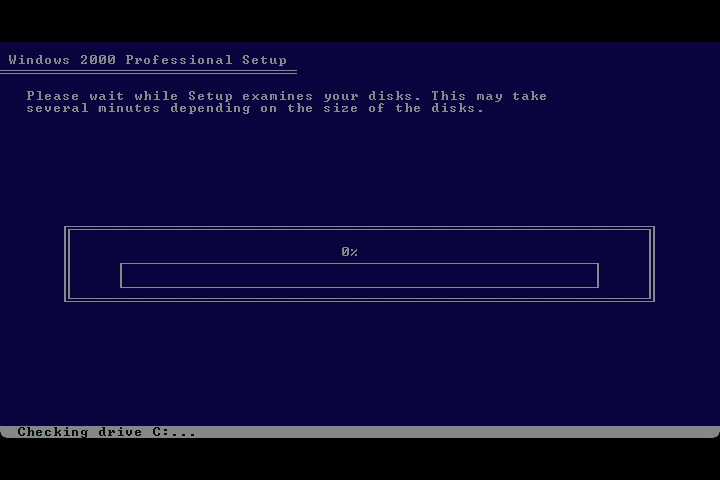 Windows 2000 Professional Setup
Please wait while Setup examines your disks. This may take
several minutes depending on the size of the disks.
0%
Checking drive C:...